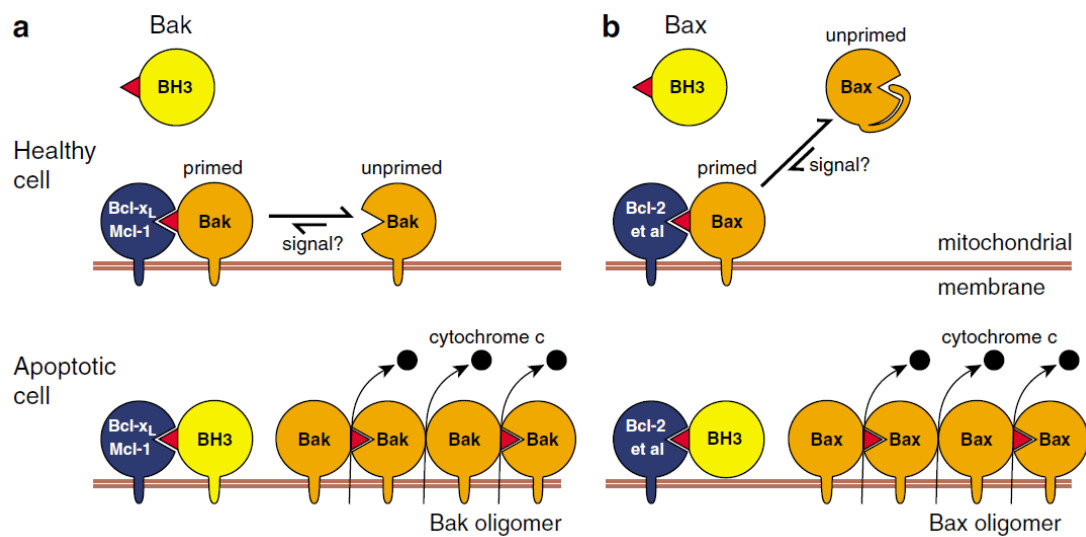 a
Bak
BH3
Healthy
cell
primed
unprimed
Bcl-xL
Mcl-1
Bak
signal?
Bak
Apoptotic
cell
cytochrome c
Bcl-xL
Mcl-1
BH3
Bak
Bak
Bak
Bak
Bak oligomer
b
Bax
BH3
unprimed
Bax
primed
signal?
Bcl-2
et al
Bax
mitochondrial
membrane
cytochrome c
Bcl-2
et al
BH3
Bax
Bax
Bax
Bax
Bax oligomer